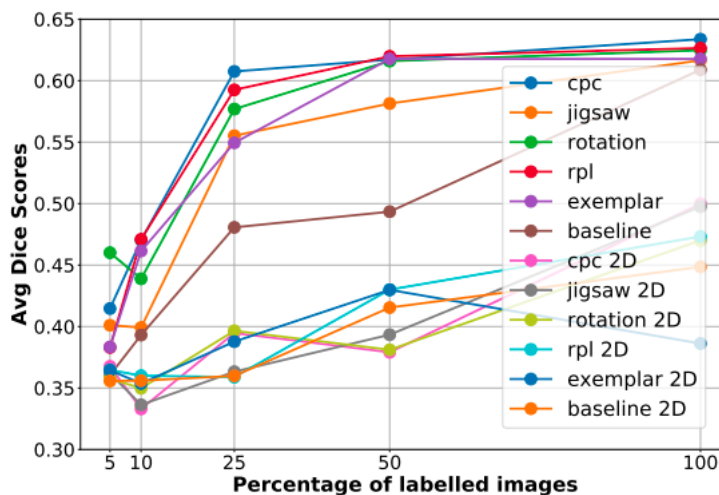 0.65
0.60
0.55
0.50
0.45
0.40
0.35
0.30
Avg Dice Scores
cpc
jigsaw
rotation
rpl
exemplar
baseline
cpc 2D
jigsaw 2D
rotation 2D
rpl 2D
exemplar 2D
baseline 2D
5 10 25 50 100
Percentage of labelled images